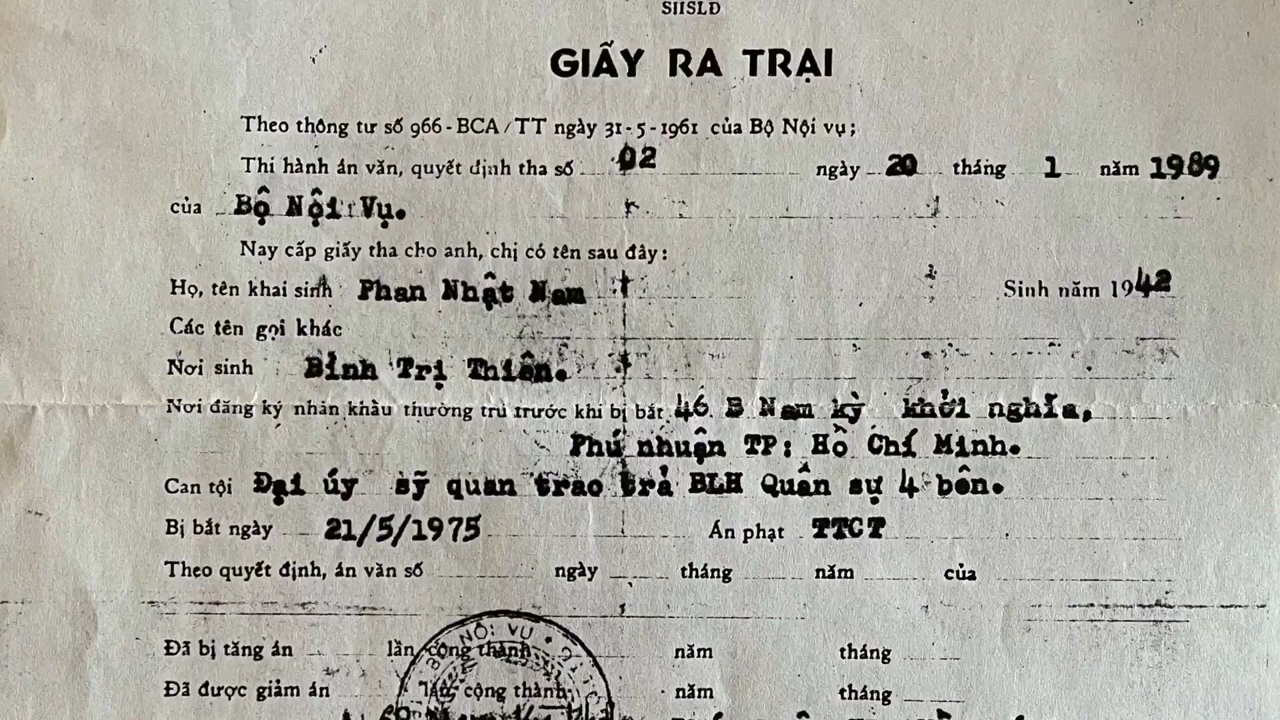 SHSLĐ
GIẤY RA TRẠI
Theo thông tư số 966-BCA/TT ngày 31-5-1961 của Bộ Nội vụ;
Thi hành án văn, quyết định tha số 02 ngày 20 tháng 1 năm 1989
của Bộ Nội Vụ.
Nay cấp giấy tha cho anh, chị có tên sau đây:
Họ, tên khai sinh Phan Nhật Nam Sinh năm 1942
Các tên gọi khác
Nơi sinh Bình Trị Thiên.
Nơi đăng ký nhân khẩu thường trú trước khi bị bắt 46 B Nam kỳ khởi nghĩa,
Phú nhuận TP: Hồ Chí Minh.
Can tội Đại úy sỹ quan trao trả BLH Quân sự 4 bên.
Bị bắt ngày 21/5/1975 Án phạt TTCT
Theo quyết định, án văn số ngày tháng năm của
Đã bị tăng án lần, cộng thành năm tháng
Đã được giảm án lần, cộng thành năm tháng
BỘ NỘI VỤ